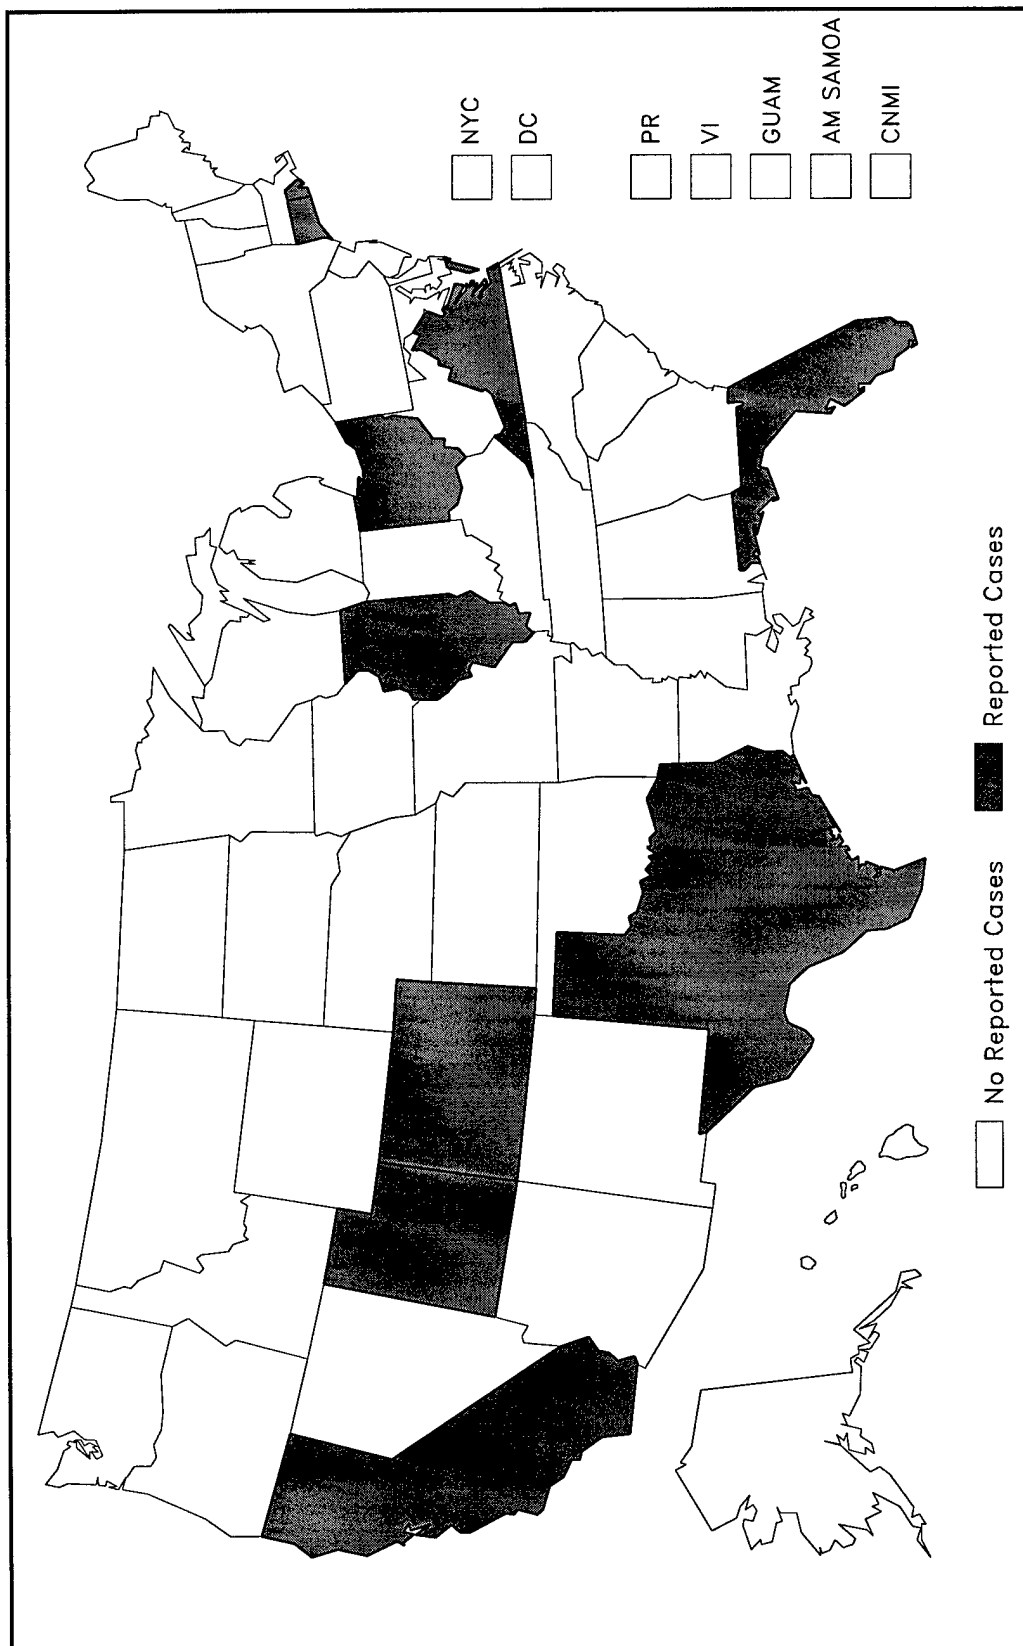 NYC
DC
PR
VI
GUAM
AM SAMOA
CNMI
No Reported Cases
Reported Cases